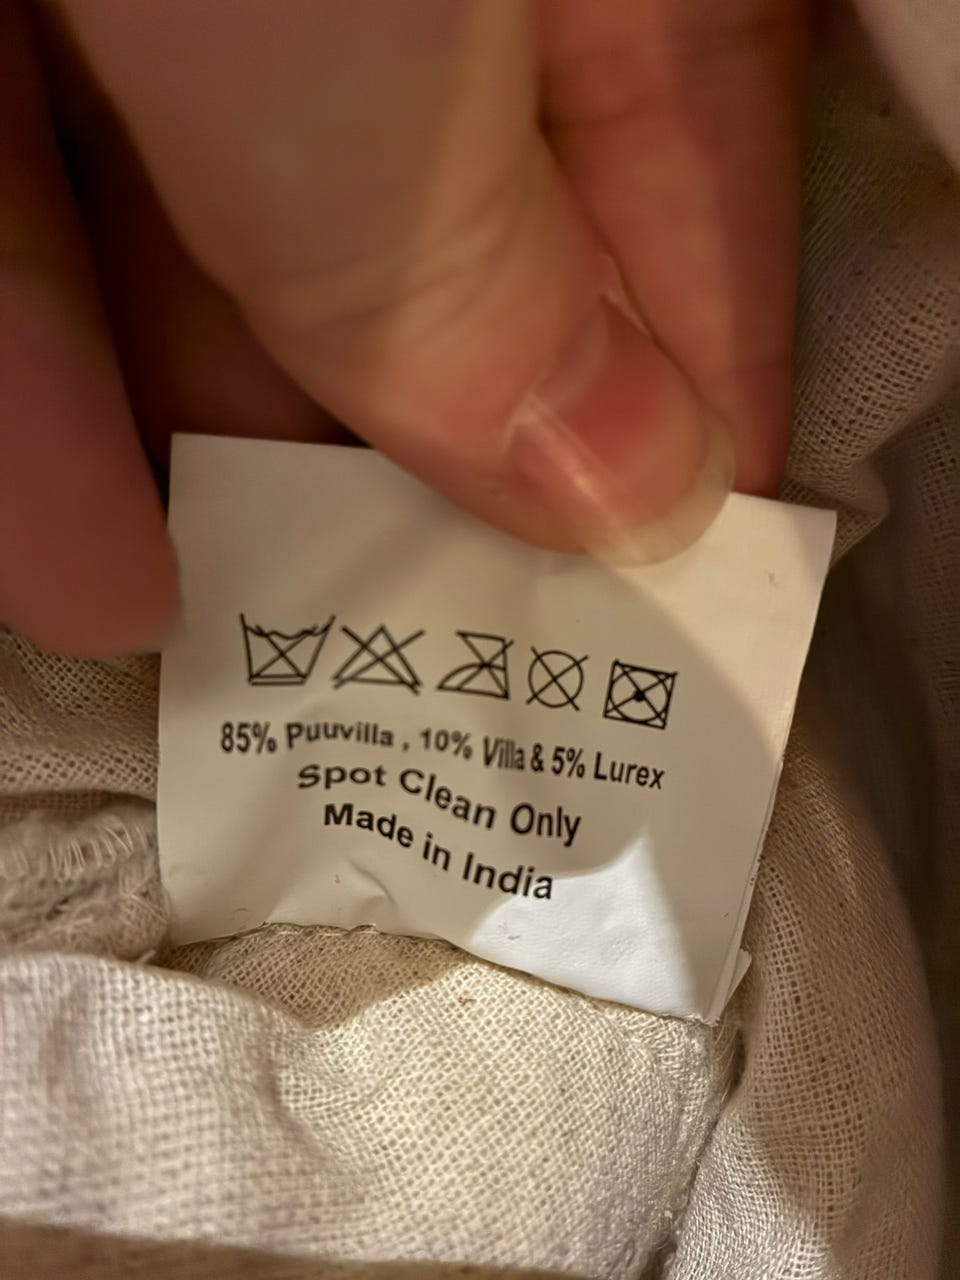 85% Puuvilla , 10% Villa & 5% Lurex
Spot Clean Only
Made in India